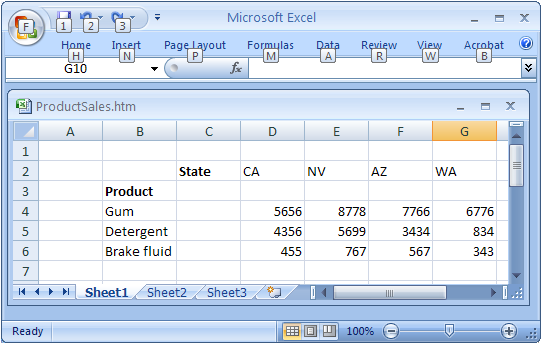 Microsoft Excel
F 1 2 3
Home Insert Page Layout Formulas Data Review View Acrobat
H N P M A R W B
G10 fx
ProductSales.htm
A B C D E F G
1
2 State CA NV AZ WA
3 Product
4 Gum 5656 8778 7766 6776
5 Detergent 4356 5699 3434 834
6 Brake fluid 455 767 567 343
7
Sheet1 Sheet2 Sheet3
Ready 100%